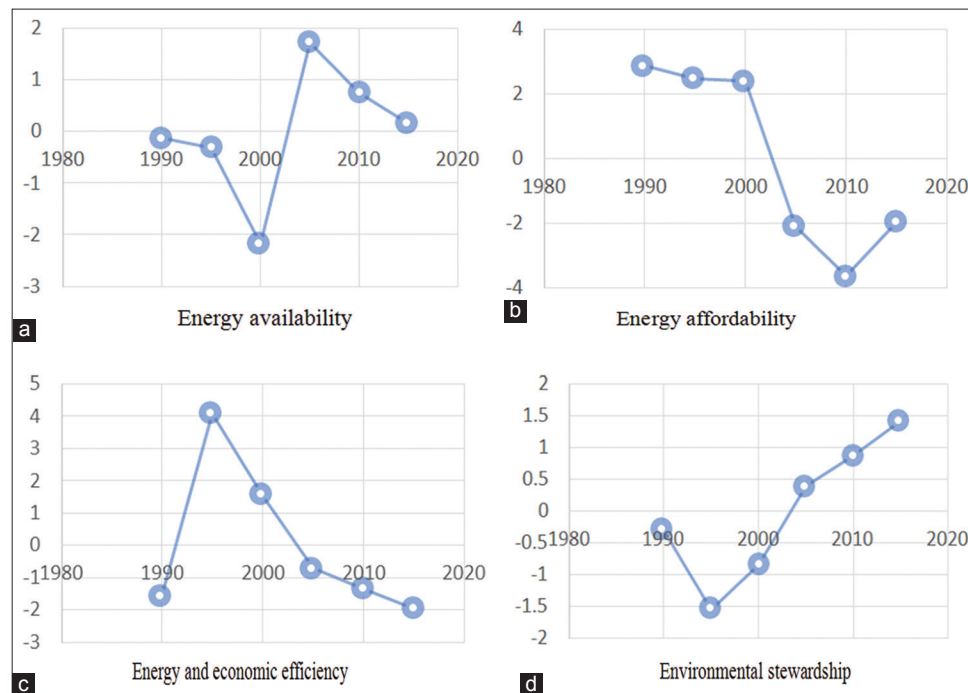 2
1
0
1980 1990 2000 2010 2020
-1
-2
-3
a
Energy availability
4
2
0
1980 1990 2000 2010 2020
-2
-4
b
Energy affordability
5
4
3
2
1
0
1980 1990 2000 2010 2020
-1
-2
-3
c
Energy and economic efficiency
2
1.5
1
0.5
0
1980 1990 2000 2010 2020
-0.5
-1
-1.5
-2
d
Environmental stewardship